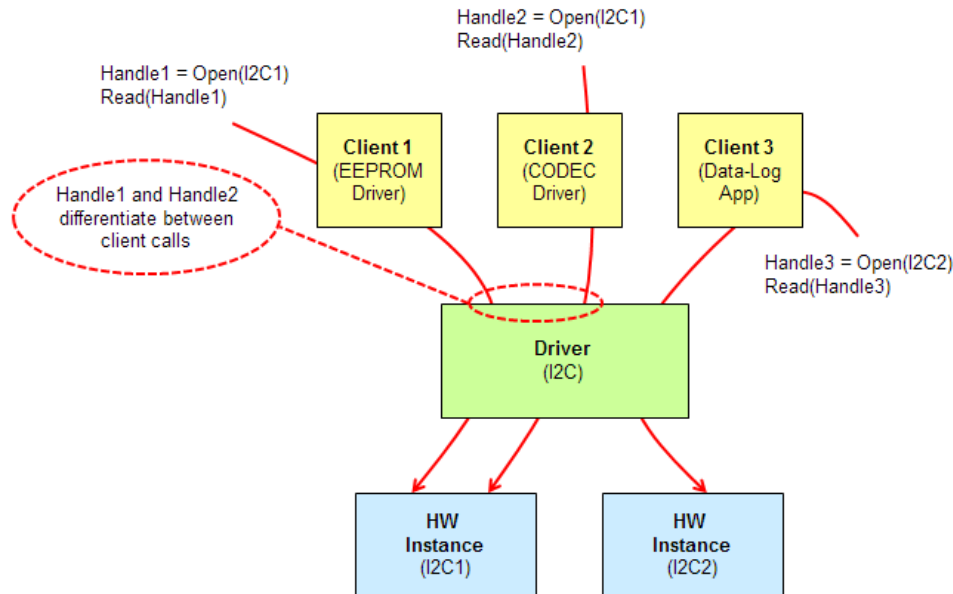 Handle2 = Open(I2C1)
Read(Handle2)
Handle1 = Open(I2C1)
Read(Handle1)
Client 1
(EEPROM
Driver)
Client 2
(CODEC
Driver)
Client 3
(Data-Log
App)
Handle1 and Handle2
differentiate between
client calls
Handle3 = Open(I2C2)
Read(Handle3)
Driver
(I2C)
HW
Instance
(I2C1)
HW
Instance
(I2C2)